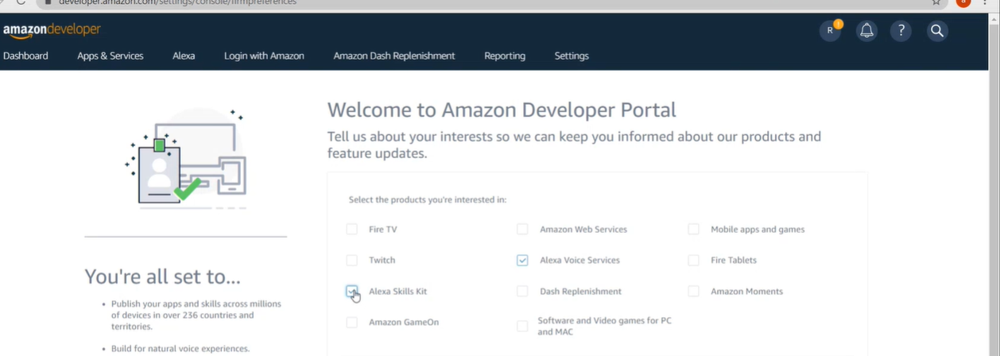 developer.amazon.com/settings/console/firmpreferences
a
amazondeveloper
R
!
?
Dashboard Apps & Services Alexa Login with Amazon Amazon Dash Replenishment Reporting Settings
Welcome to Amazon Developer Portal
Tell us about your interests so we can keep you informed about our products and
feature updates.
Select the products you're interested in:
Fire TV Amazon Web Services Mobile apps and games
Twitch Alexa Voice Services Fire Tablets
Alexa Skills Kit Dash Replenishment Amazon Moments
Amazon GameOn Software and Video games for PC
and MAC
You're all set to...
• Publish your apps and skills across millions
of devices in over 236 countries and
territories.
• Build for natural voice experiences.